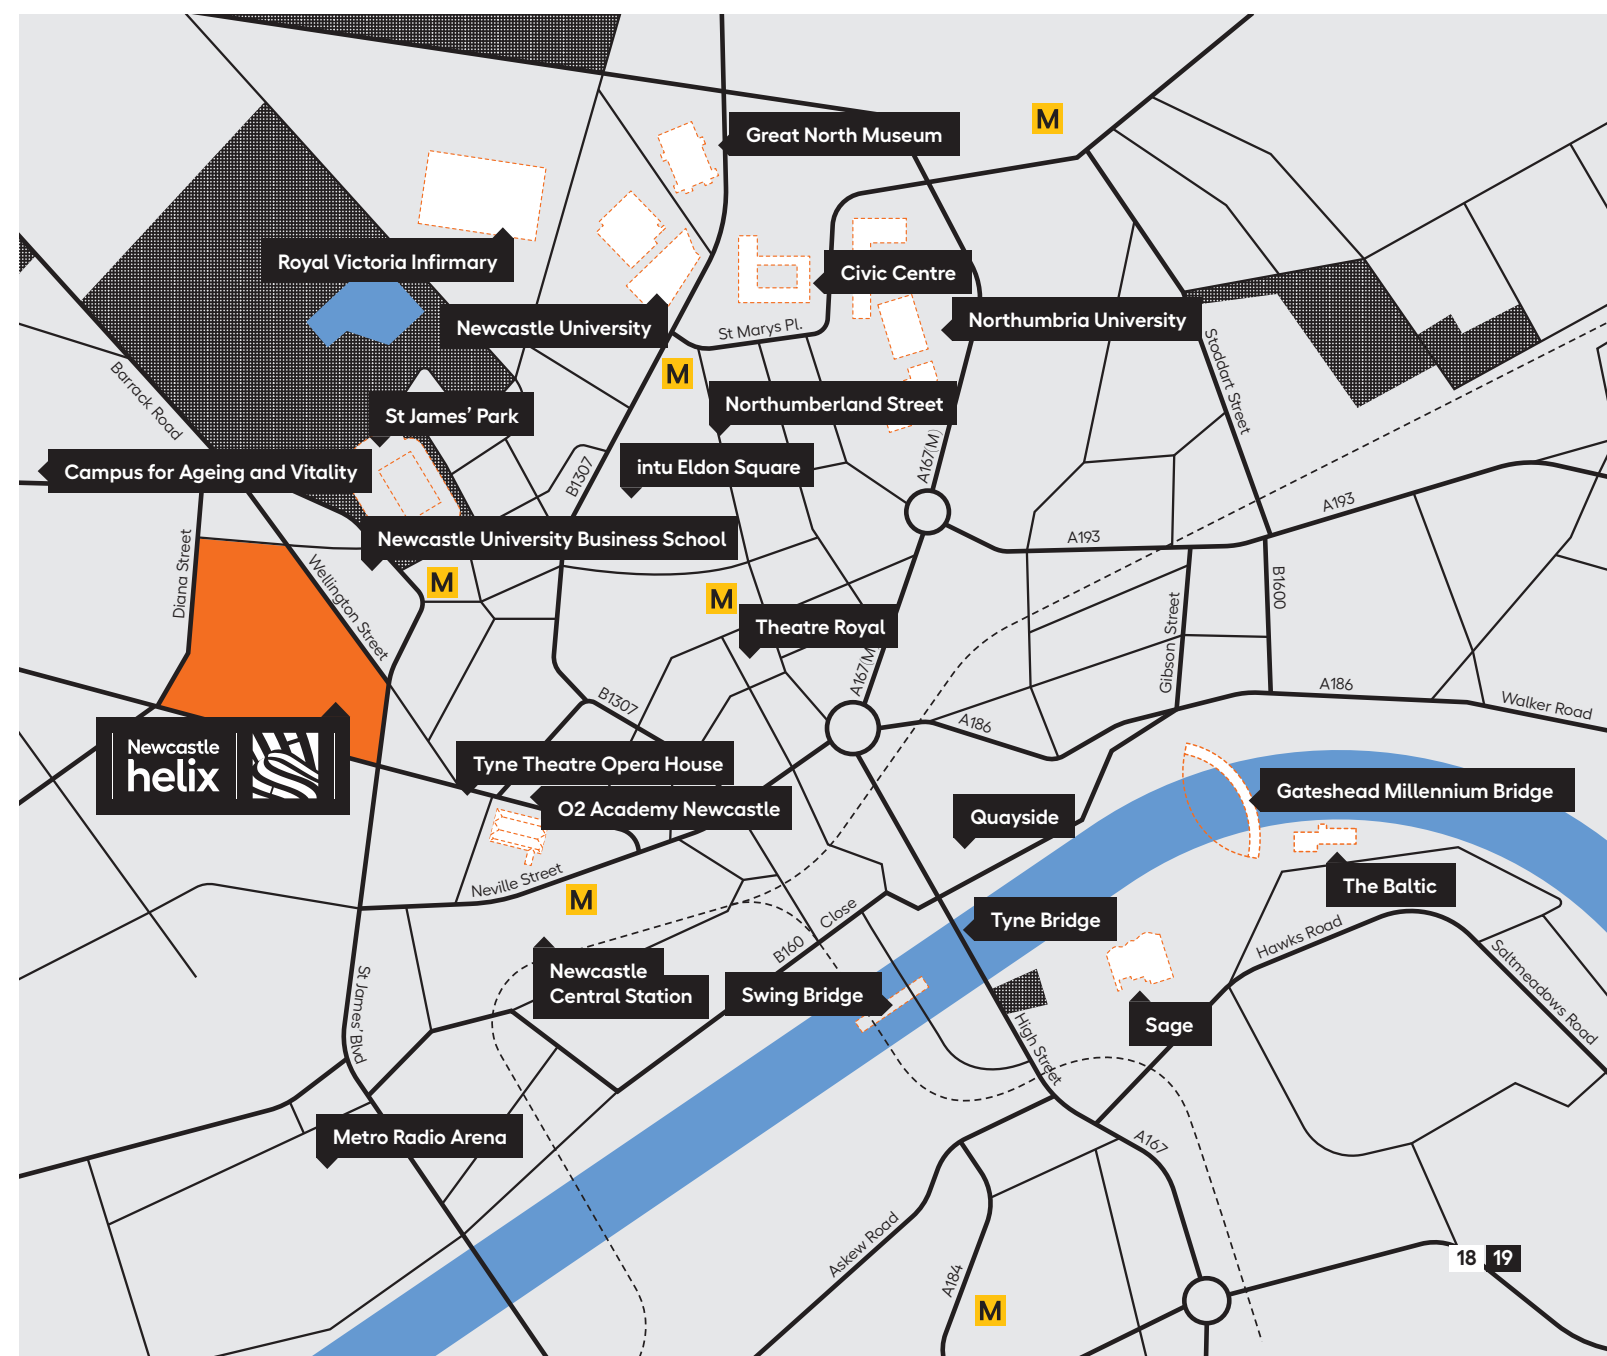 M
Great North Museum
Royal Victoria Infirmary
Civic Centre
Newcastle University
St Marys Pl.
Northumbria University
Stoddart Street
Barrack Road
M
St James’ Park
Northumberland Street
A167(M)
Campus for Ageing and Vitality
B1307
intu Eldon Square
A193
A193
Newcastle University Business School
Diana Street
Wellington Street
M
M
B1600
Gibson Street
Theatre Royal
A167(M)
B1307
A186
A186
Walker Road
Newcastle
helix
Tyne Theatre Opera House
O2 Academy Newcastle
Quayside
Gateshead Millennium Bridge
Neville Street
M
The Baltic
Close
B160
Tyne Bridge
Hawks Road
Saltmeadows Road
St James’ Blvd
Newcastle
Central Station
Swing Bridge
High Street
Sage
Metro Radio Arena
A167
Askew Road
A184
M
18 19